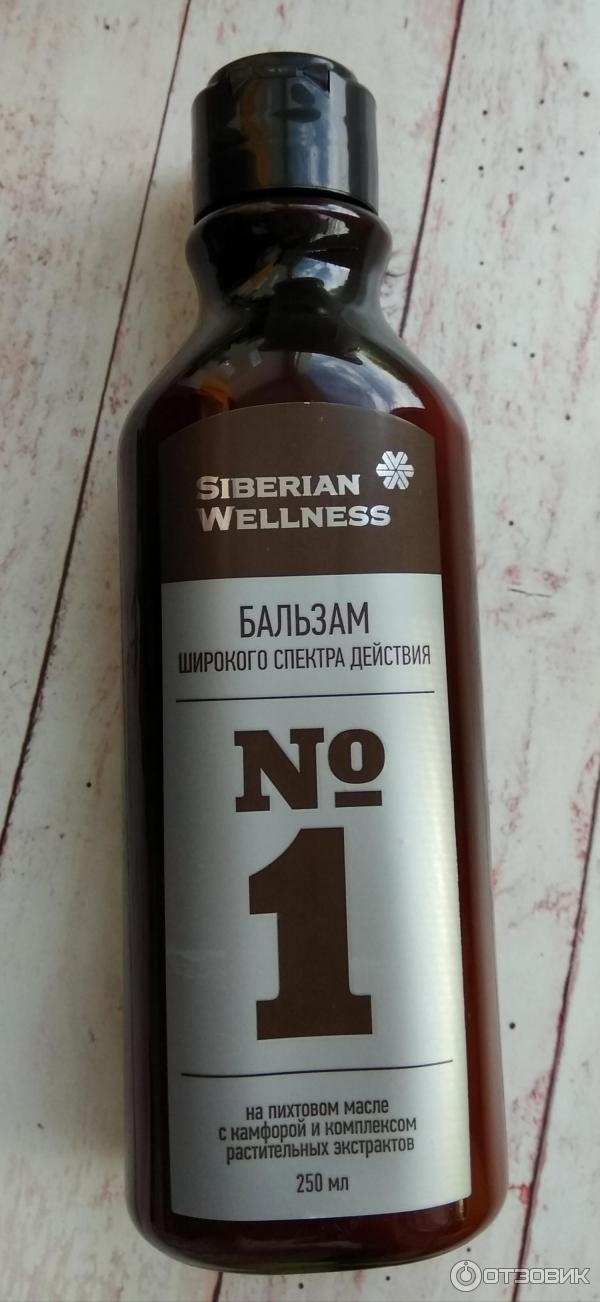 SIBERIAN
WELLNESS
БАЛЬЗАМ
ШИРОКОГО СПЕКТРА ДЕЙСТВИЯ
№
1
на пихтовом масле
с камфорой и комплексом
растительных экстрактов
250 мл
ОТЗОВИК